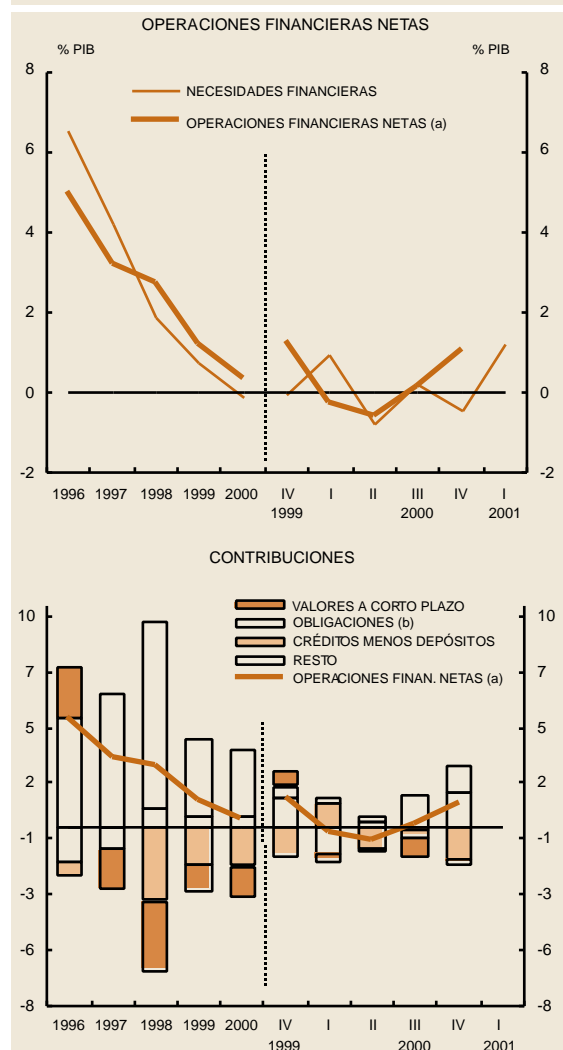 OPERACIONES FINANCIERAS NETAS
% PIB % PIB
8 8
NECESIDADES FINANCIERAS
OPERACIONES FINANCIERAS NETAS (a)
6 6
4 4
2 2
0 0
-2 -2
1996 1997 1998 1999 2000 IV I II III IV I
1999 2000 2001
CONTRIBUCIONES
VALORES A CORTO PLAZO
10 10
OBLIGACIONES (b)
CRÉDITOS MENOS DEPÓSITOS
RESTO
7 7
OPERACIONES FINAN. NETAS (a)
5 5
2 2
-1 -1
-3 -3
-6 -6
-8 -8
1996 1997 1998 1999 2000 IV I II III IV I
1999 2000 2001